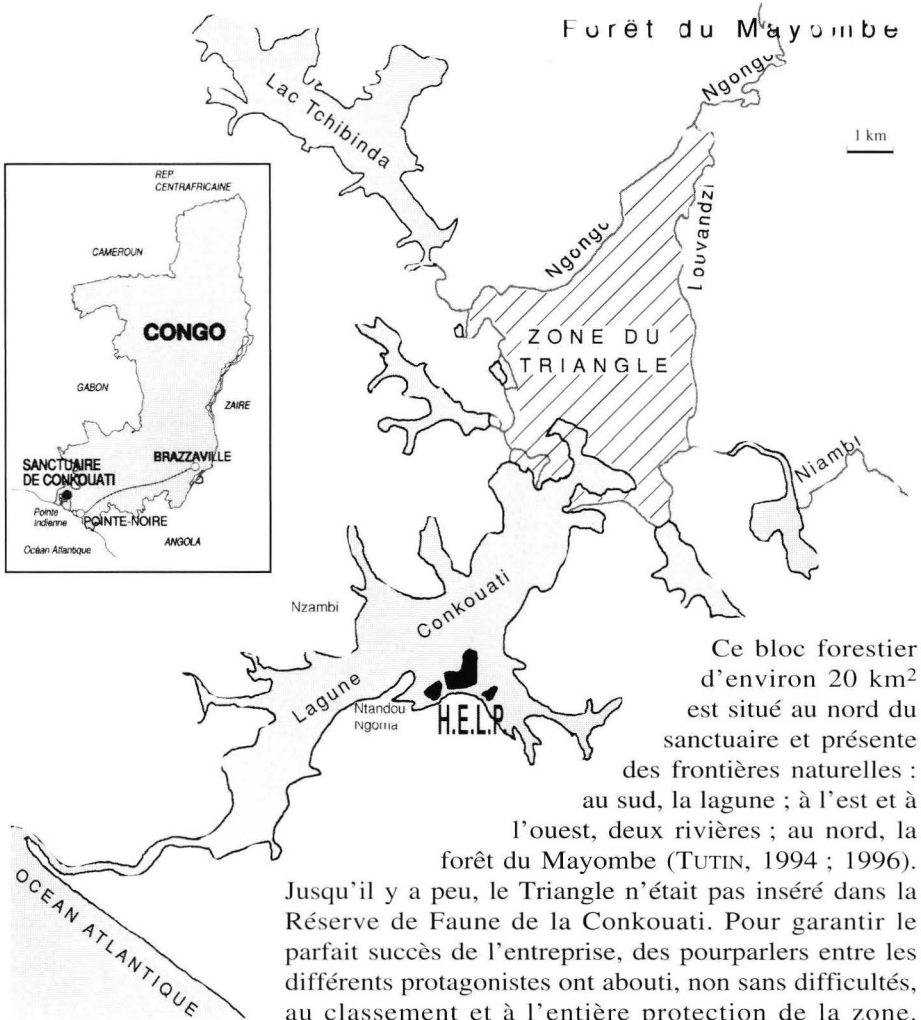 Forêt du Mayombe
Ngongo
Lac Tchibinda
1 km
REP.
CENTRAFRICAINE
CAMEROUN
CONGO
GABON
ZAIRE
BRAZZAVILLE
SANCTUAIRE
DE CONKOUATI
Pointe
Indienne
POINTE-NOIRE
Océan Atlantique
ANGOLA
Ngongo
Louvandzi
ZONE DU
TRIANGLE
Niambi
Nzambi
Lagune Conkouati
Ntandou
Ngoma
H.E.L.P.
OCEAN ATLANTIQUE
Ce bloc forestier
d'environ 20 km²
est situé au nord du
sanctuaire et présente
des frontières naturelles :
au sud, la lagune ; à l'est et à
l'ouest, deux rivières ; au nord, la
forêt du Mayombe (TUTIN, 1994 ; 1996).
Jusqu'il y a peu, le Triangle n'était pas inséré dans la
Réserve de Faune de la Conkouati. Pour garantir le
parfait succès de l'entreprise, des pourparlers entre les
différents protagonistes ont abouti, non sans difficultés,
au classement et à l'entière protection de la zone.